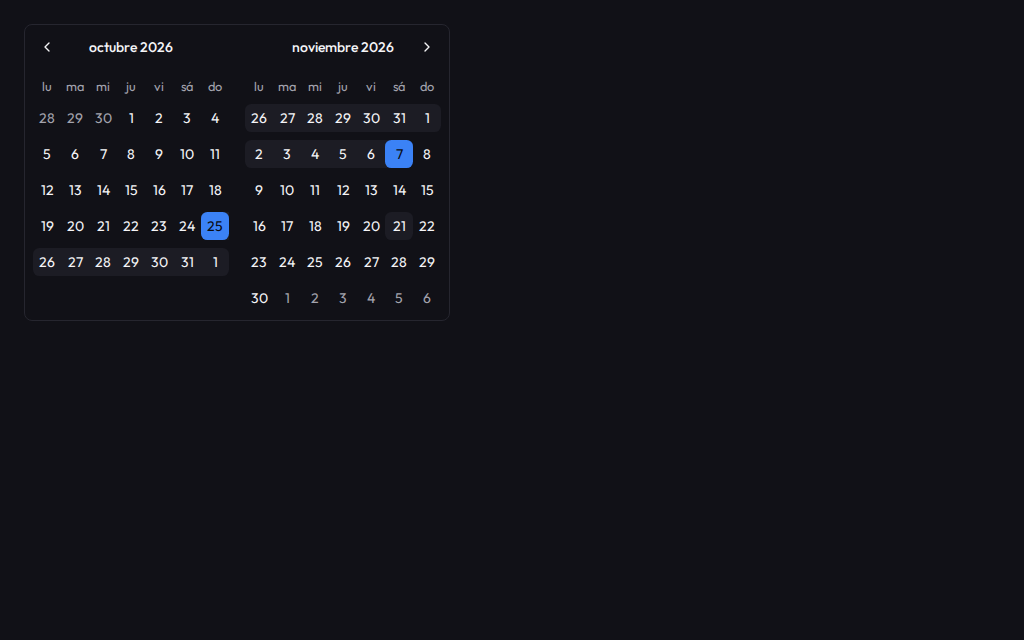 octubre 2026
lu ma mi ju vi sá do
28 29 30 1 2 3 4
5 6 7 8 9 10 11
12 13 14 15 16 17 18
19 20 21 22 23 24 25
26 27 28 29 30 31 1
noviembre 2026
lu ma mi ju vi sá do
26 27 28 29 30 31 1
2 3 4 5 6 7 8
9 10 11 12 13 14 15
16 17 18 19 20 21 22
23 24 25 26 27 28 29
30 1 2 3 4 5 6